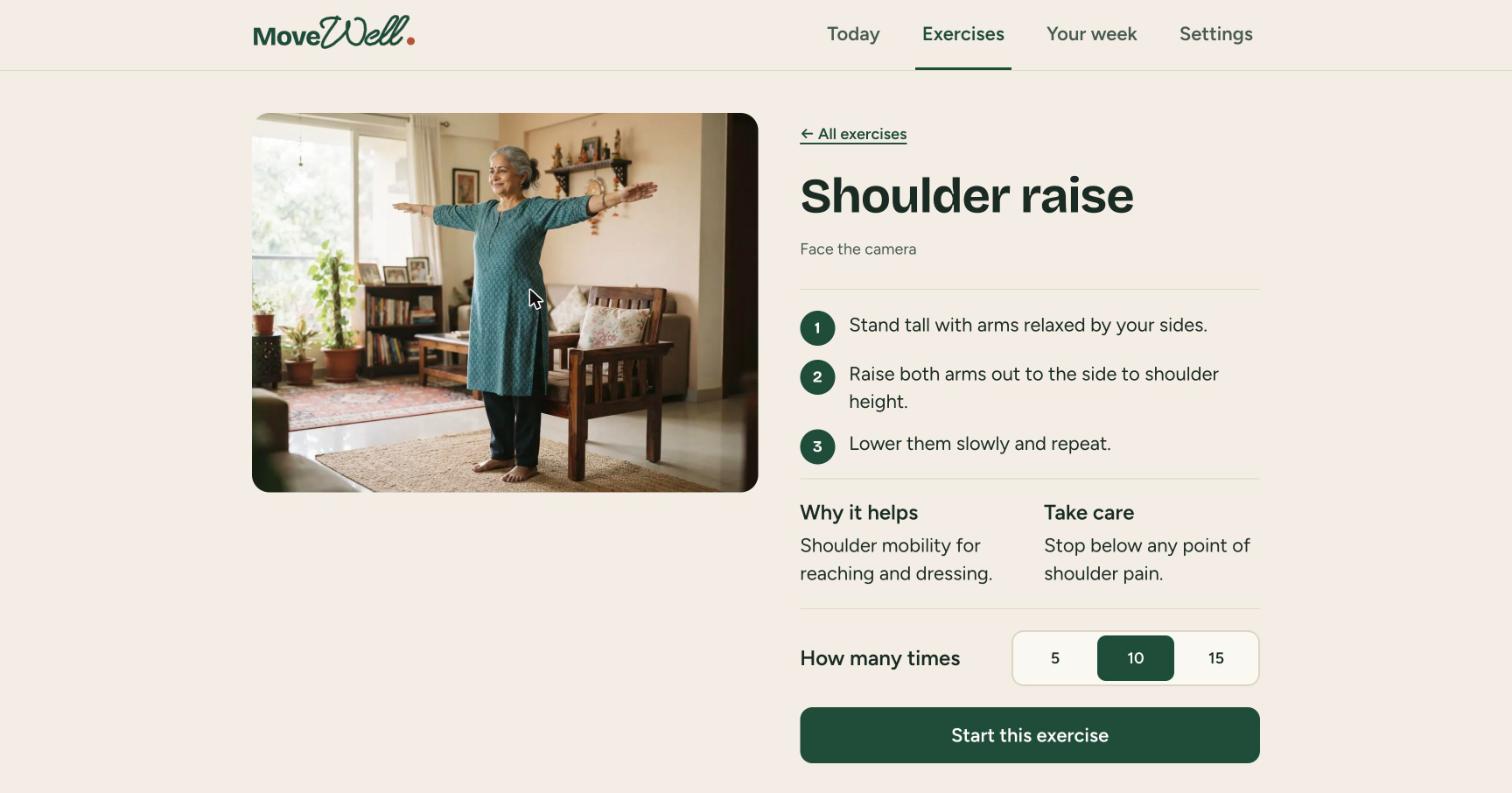 MoveWell.
Today
Exercises
Your week
Settings
← All exercises
Shoulder raise
Face the camera
1 Stand tall with arms relaxed by your sides.
2 Raise both arms out to the side to shoulder
height.
3 Lower them slowly and repeat.
Why it helps
Shoulder mobility for
reaching and dressing.
Take care
Stop below any point of
shoulder pain.
How many times
5
10
15
Start this exercise